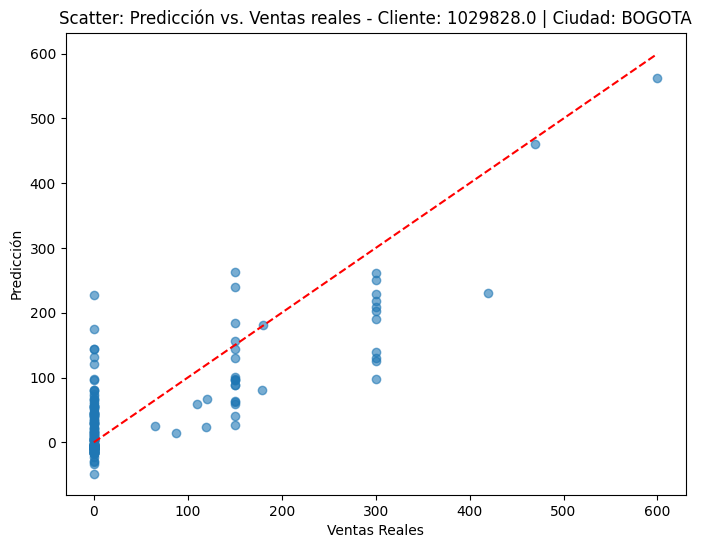 Scatter: Predicción vs. Ventas reales - Cliente: 1029828.0 | Ciudad: BOGOTA
600
500
400
300
200
100
0
Predicción
0 100 200 300 400 500 600
Ventas Reales